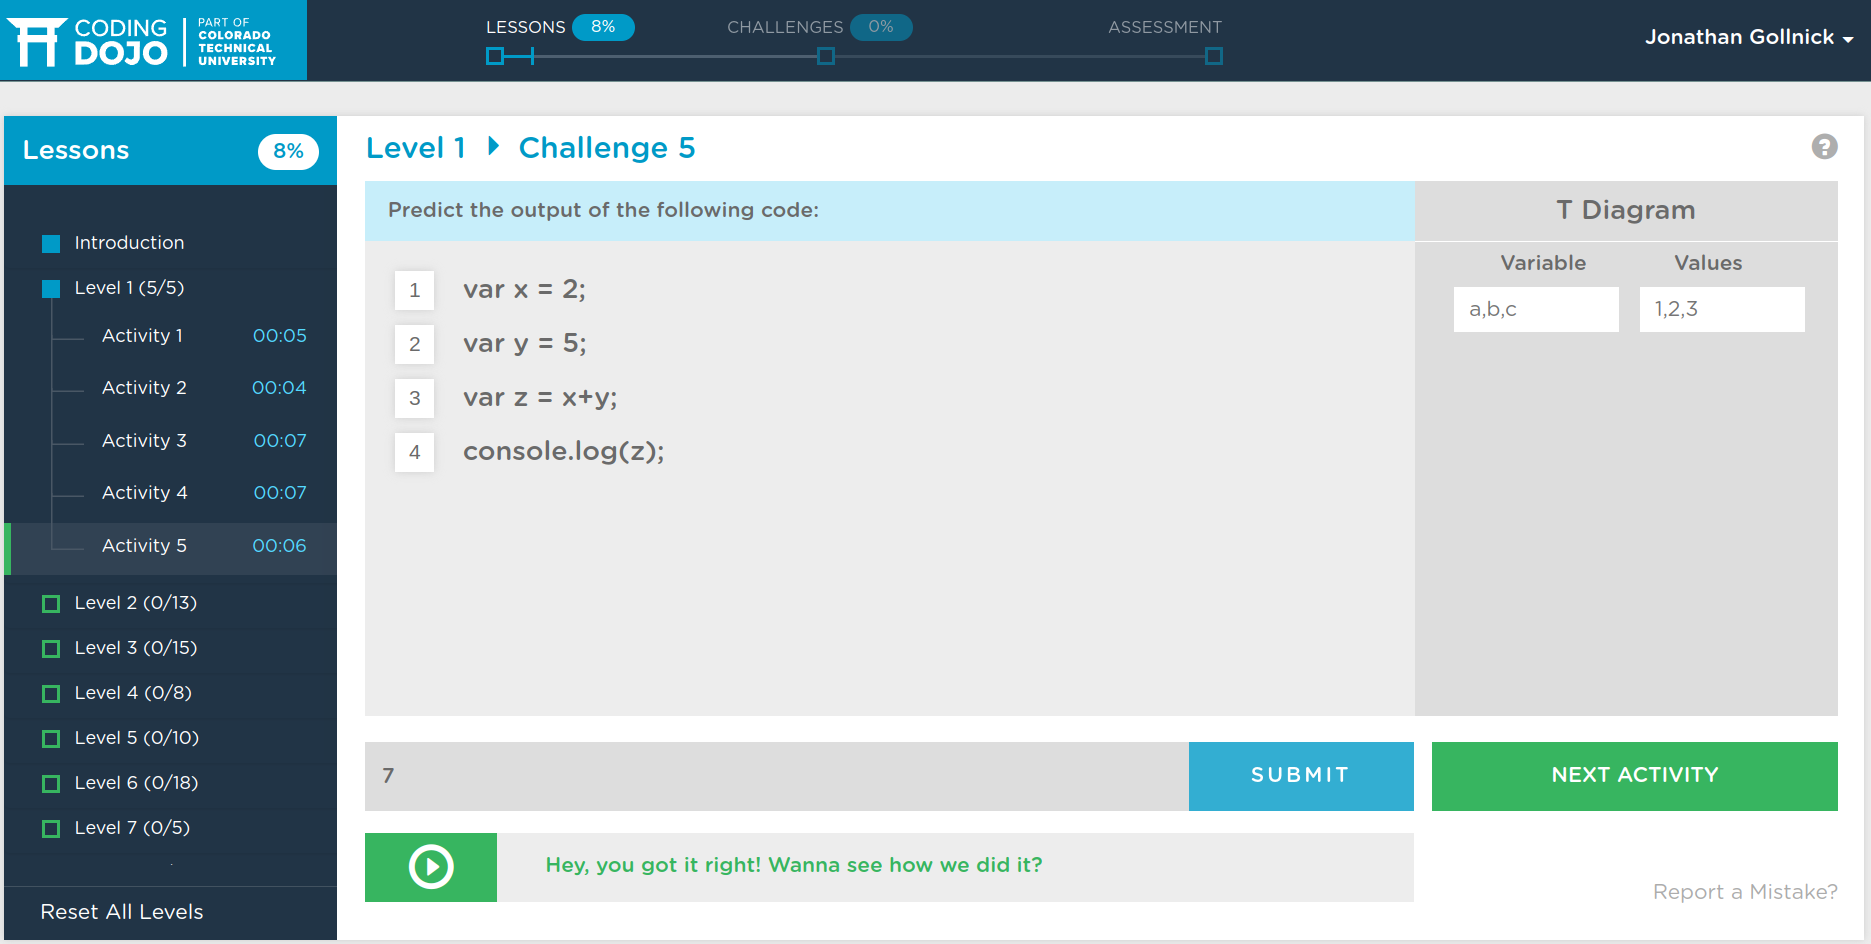 CODING
DOJO
PART OF
COLORADO
TECHNICAL
UNIVERSITY
LESSONS 8%
CHALLENGES 0%
ASSESSMENT
Jonathan Gollnick
Lessons 8%
Introduction
Level 1 (5/5)
Activity 1 00:05
Activity 2 00:04
Activity 3 00:07
Activity 4 00:07
Activity 5 00:06
Level 2 (0/13)
Level 3 (0/15)
Level 4 (0/8)
Level 5 (0/10)
Level 6 (0/18)
Level 7 (0/5)
Reset All Levels
Level 1 Challenge 5
?
Predict the output of the following code:
1 var x = 2;
2 var y = 5;
3 var z = x+y;
4 console.log(z);
T Diagram
Variable Values
a,b,c 1,2,3
7
SUBMIT
NEXT ACTIVITY
Hey, you got it right! Wanna see how we did it?
Report a Mistake?